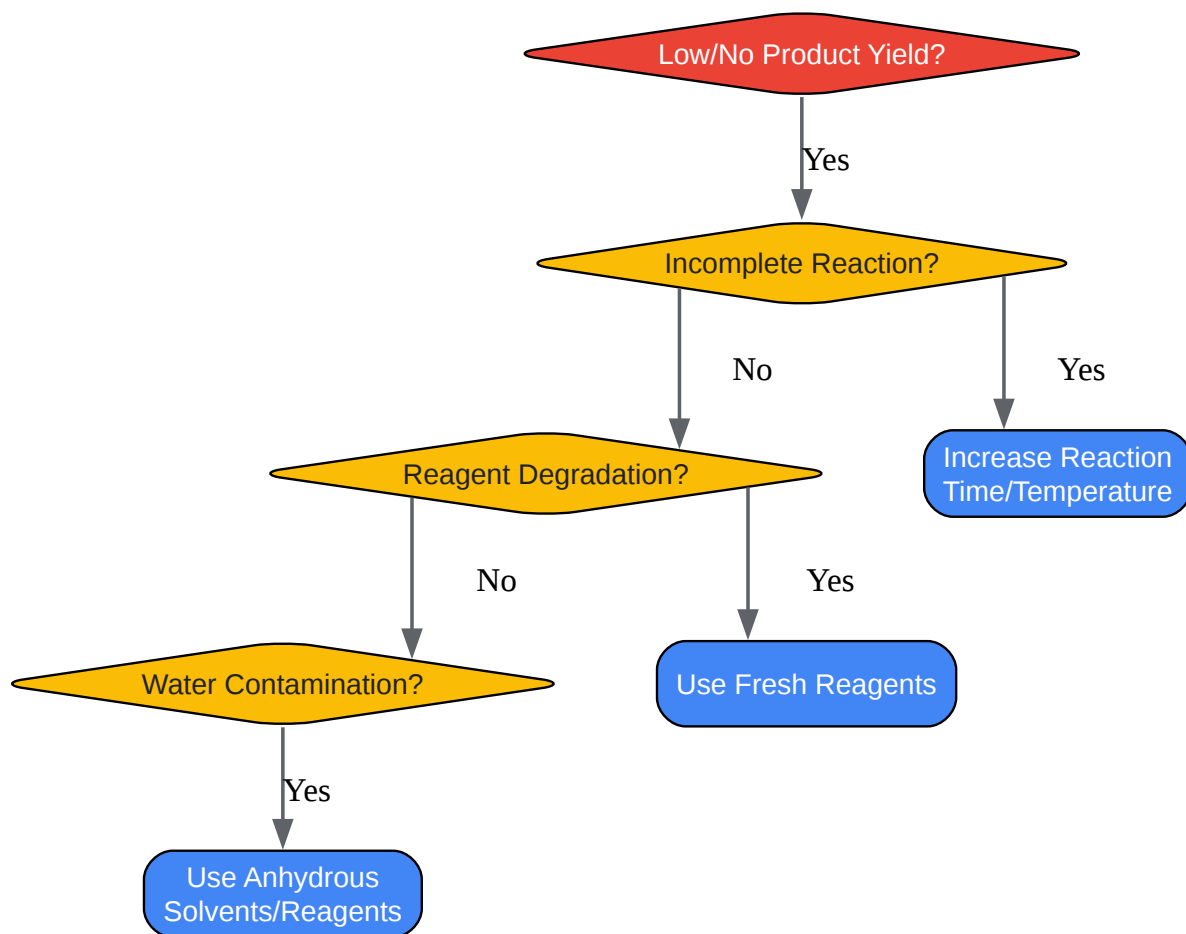 Low/No Product Yield?
Yes
Incomplete Reaction?
No
Yes
Increase Reaction
Time/Temperature
Reagent Degradation?
No
Yes
Use Fresh Reagents
Water Contamination?
Yes
Use Anhydrous
Solvents/Reagents